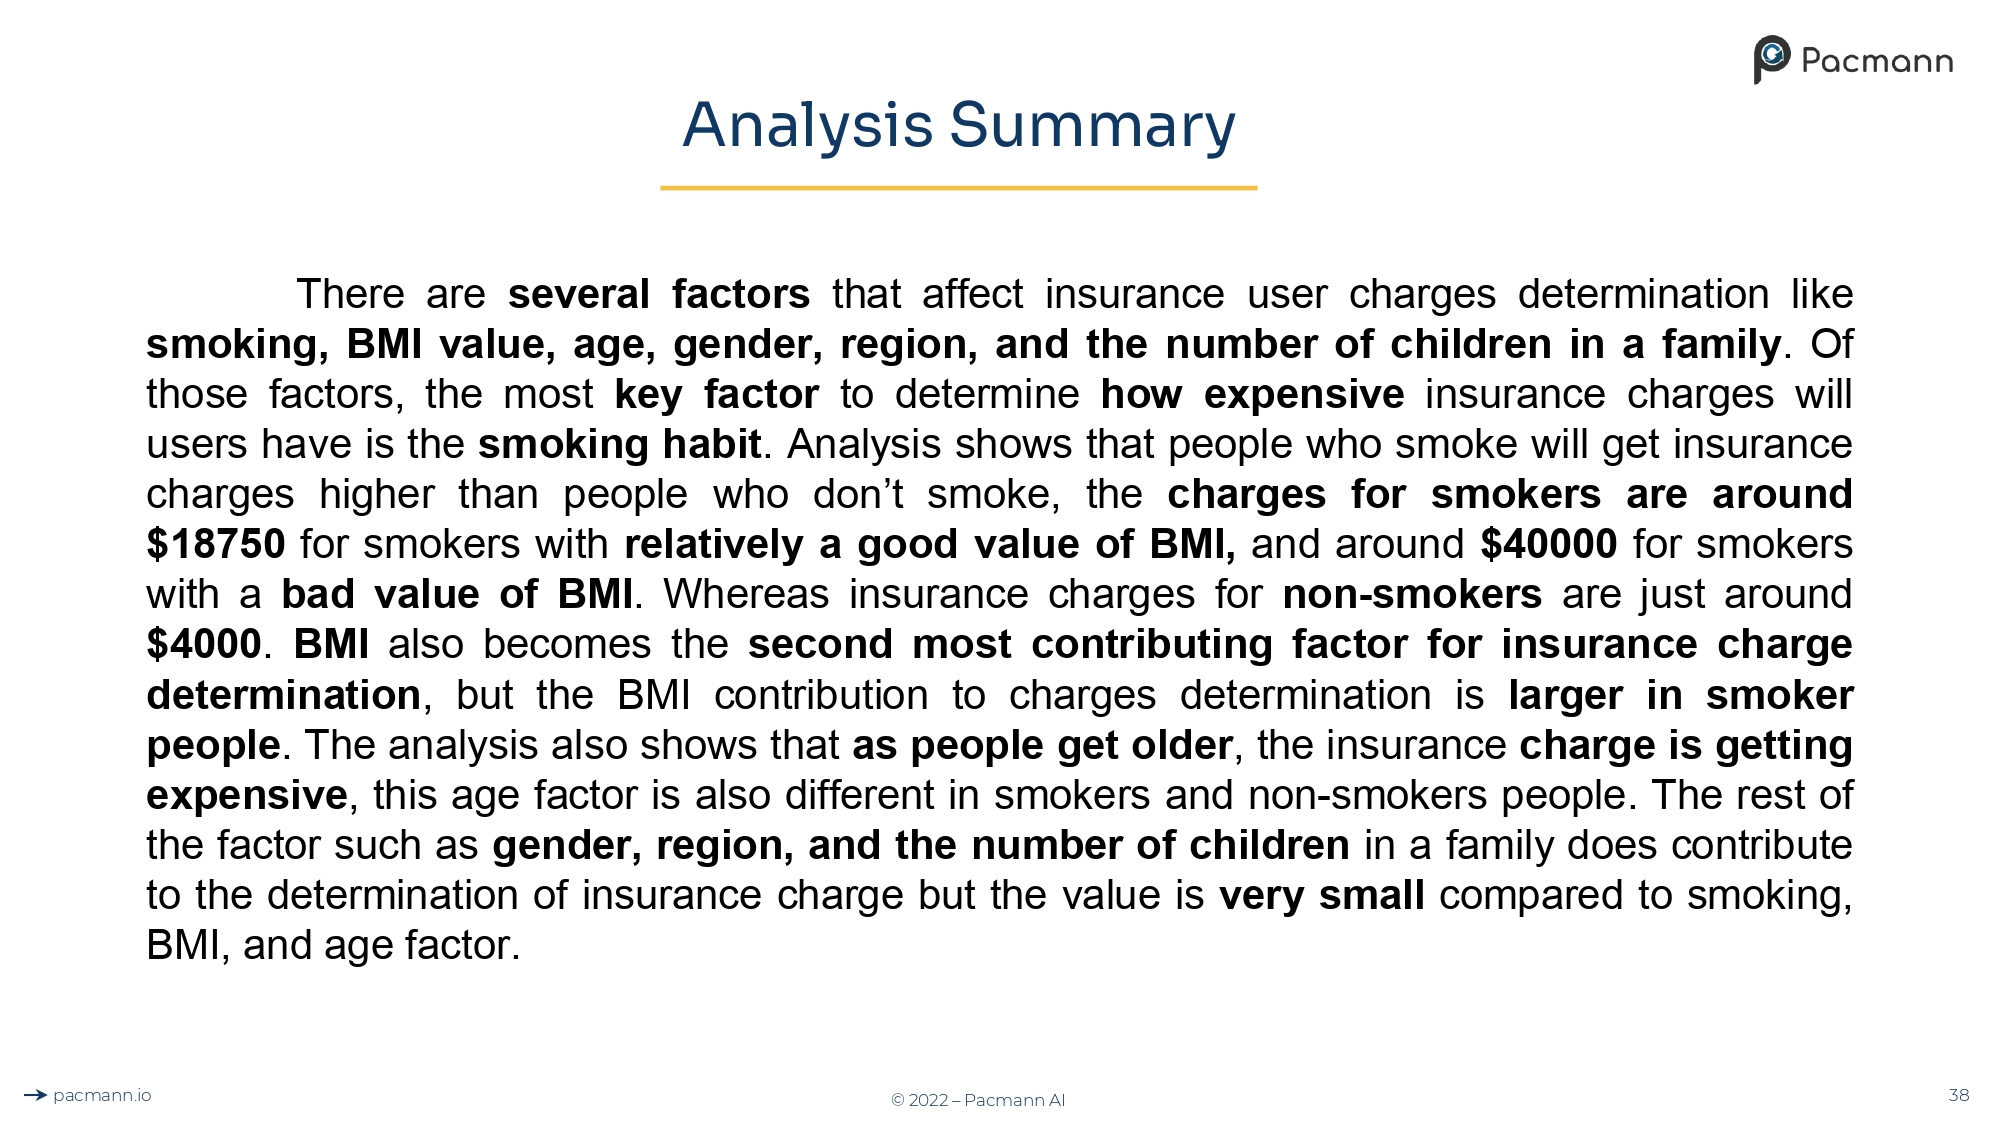 Pacmann
Analysis Summary
There are several factors that affect insurance user charges determination like
smoking, BMI value, age, gender, region, and the number of children in a family. Of
those factors, the most key factor to determine how expensive insurance charges will
users have is the smoking habit. Analysis shows that people who smoke will get insurance
charges higher than people who don’t smoke, the charges for smokers are around
$18750 for smokers with relatively a good value of BMI, and around $40000 for smokers
with a bad value of BMI. Whereas insurance charges for non-smokers are just around
$4000. BMI also becomes the second most contributing factor for insurance charge
determination, but the BMI contribution to charges determination is larger in smoker
people. The analysis also shows that as people get older, the insurance charge is getting
expensive, this age factor is also different in smokers and non-smokers people. The rest of
the factor such as gender, region, and the number of children in a family does contribute
to the determination of insurance charge but the value is very small compared to smoking,
BMI, and age factor.
pacmann.io
© 2022 – Pacmann AI
38